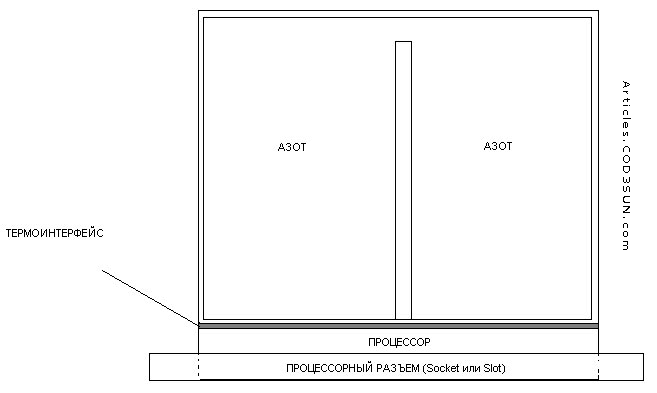 АЗОТ
АЗОТ
Articles.COD3SUN.com
ТЕРМОИНТЕРФЕЙС
ПРОЦЕССОР
ПРОЦЕССОРНЫЙ РАЗЪЕМ (Socket или Slot)